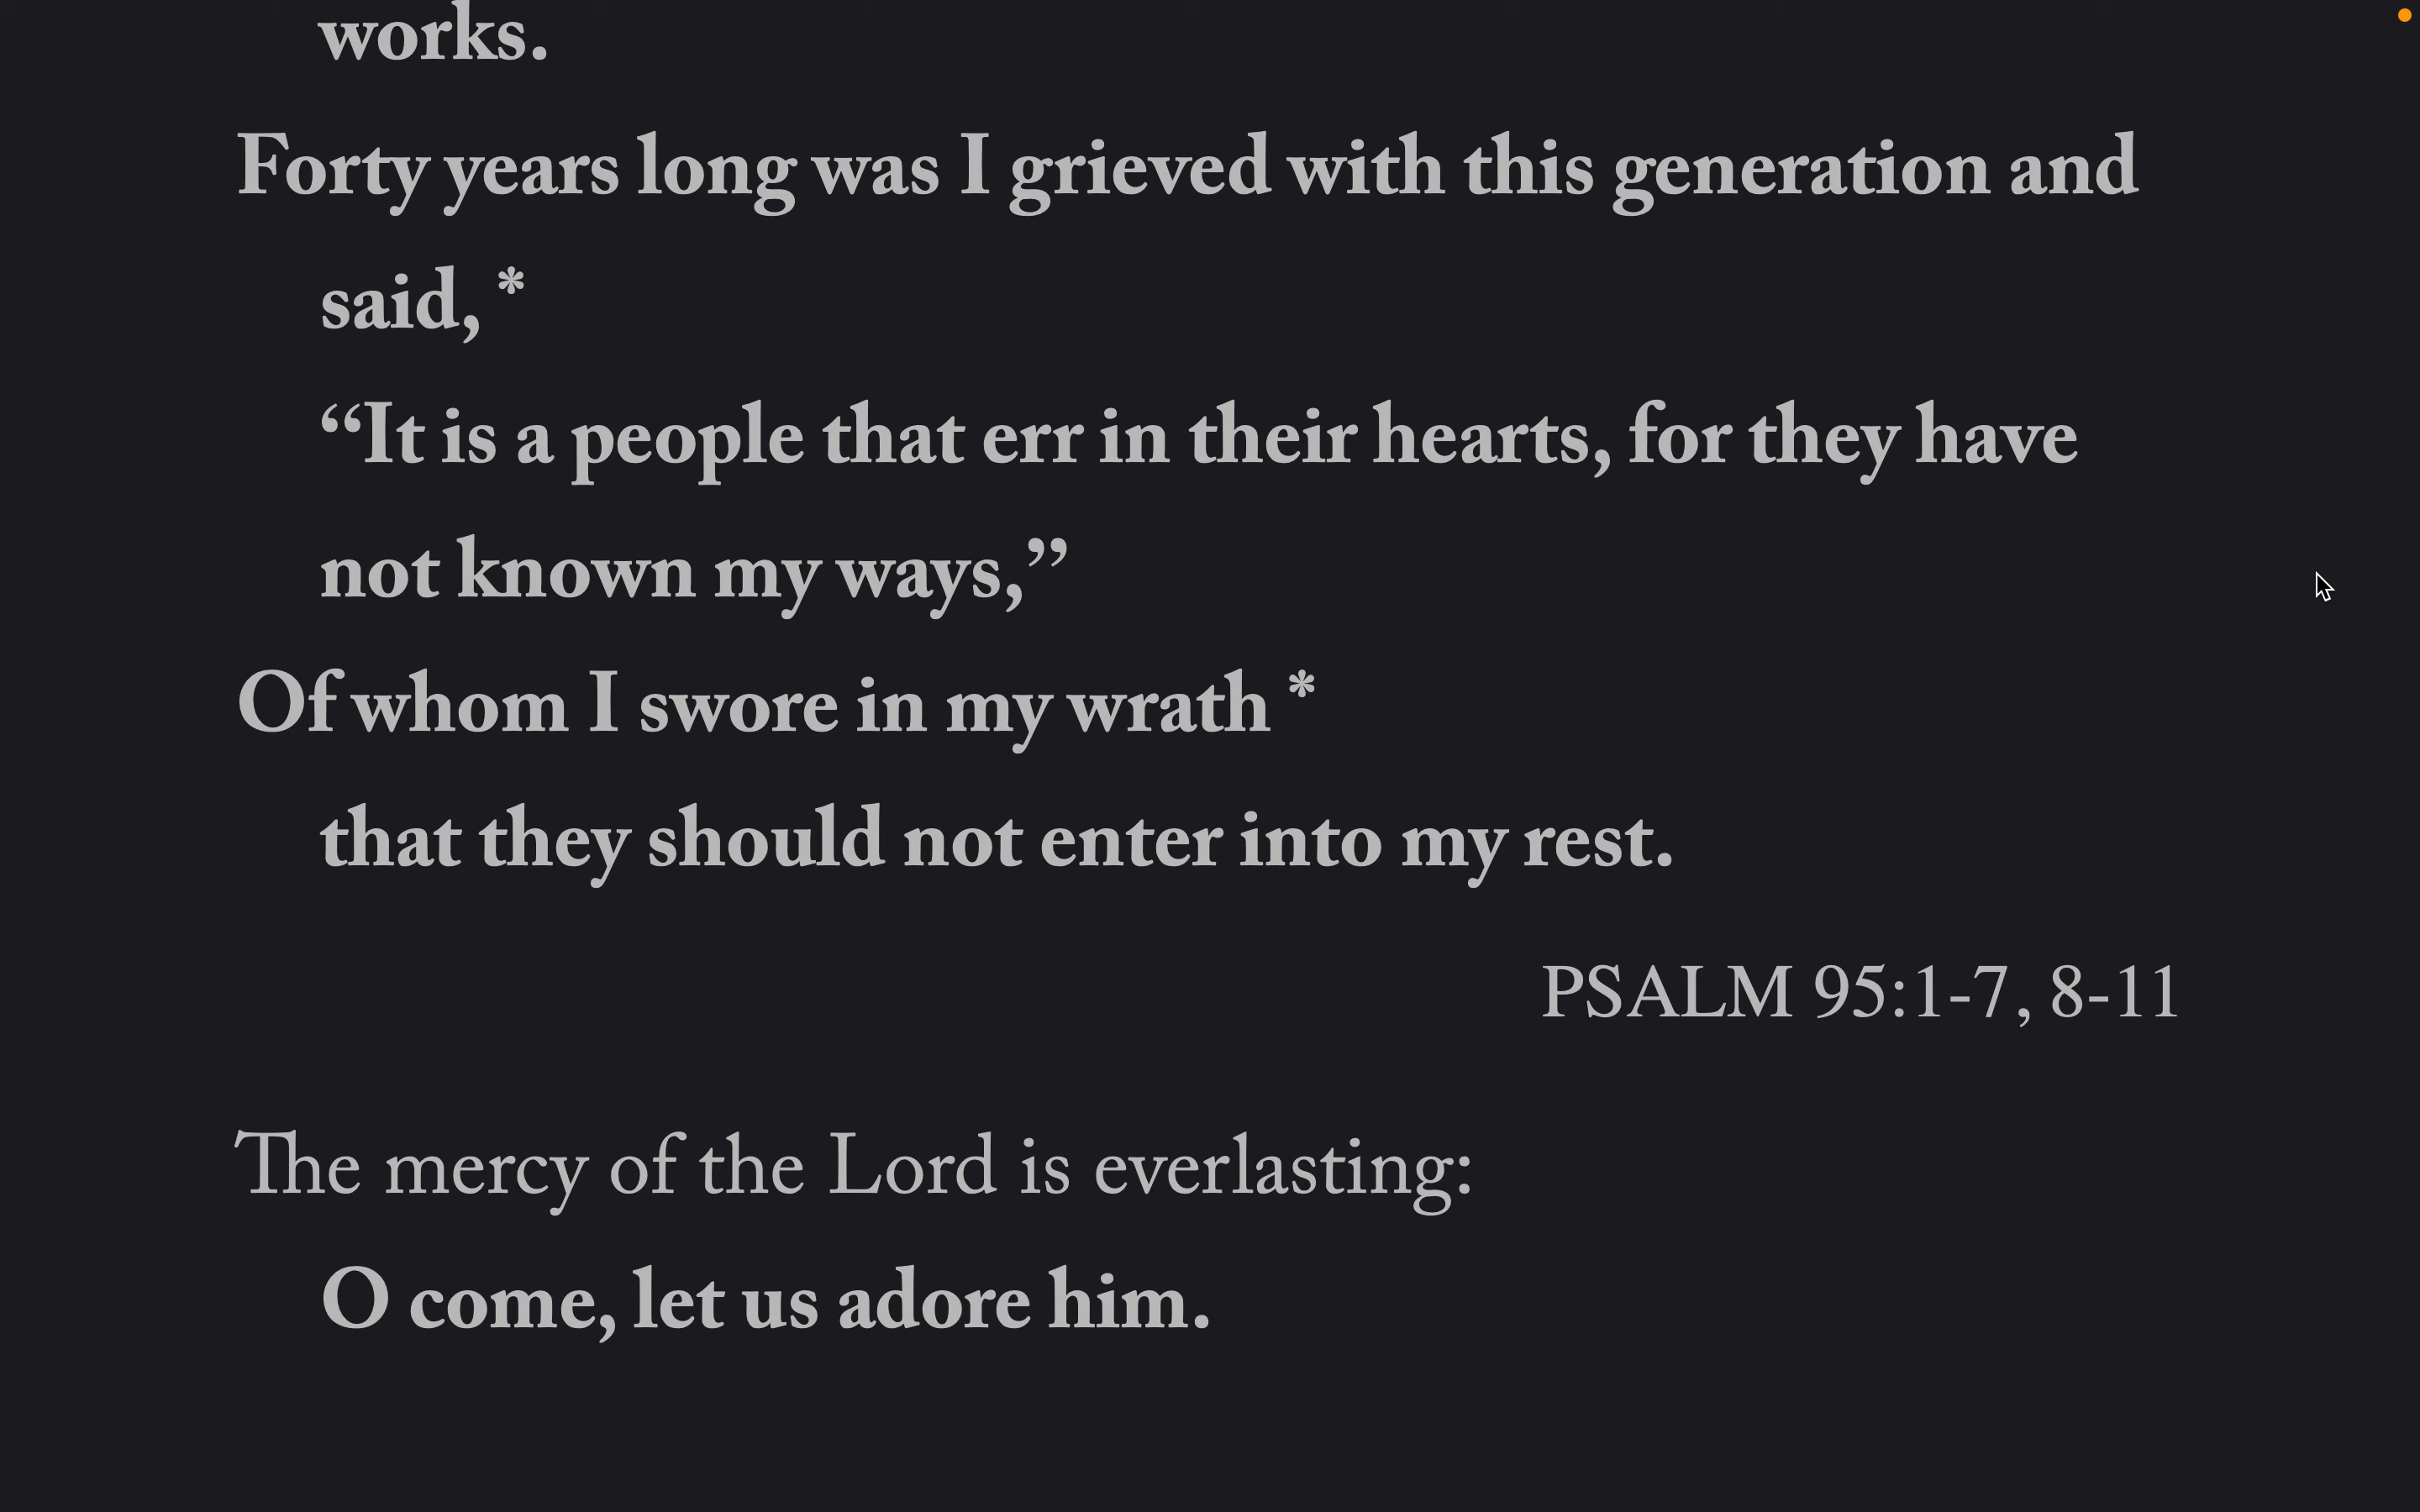 works.
Forty years long was I grieved with this generation and
said, *
“It is a people that err in their hearts, for they have
not known my ways,”
Of whom I swore in my wrath *
that they should not enter into my rest.
PSALM 95:1-7, 8-11
The mercy of the Lord is everlasting:
O come, let us adore him.